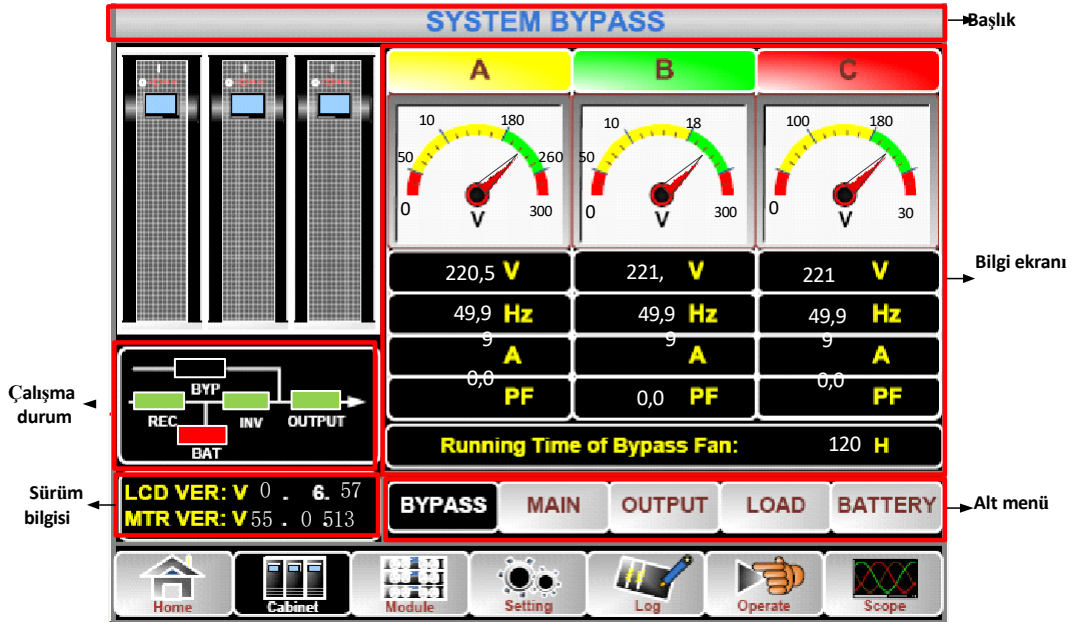 SYSTEM BYPASS
Başlık
A
B
C
10 180
50 260
0 V 300
10 18
50
0 V 300
100 180
0 V 30
Bilgi ekranı
220,5 V
221, V
221 V
49,9 Hz
49,9 Hz
49,9 Hz
9 A
9 A
9 A
0,0 PF
0,0 PF
0,0 PF
Running Time of Bypass Fan: 120 H
Çalışma
durum
BYP
REC INV OUTPUT
BAT
Sürüm
bilgisi
LCD VER: V 0 . 6. 57
MTR VER: V 55 . 0 513
BYPASS MAIN OUTPUT LOAD BATTERY
Alt menü
Home Cabinet Module Setting Log Operate Scope